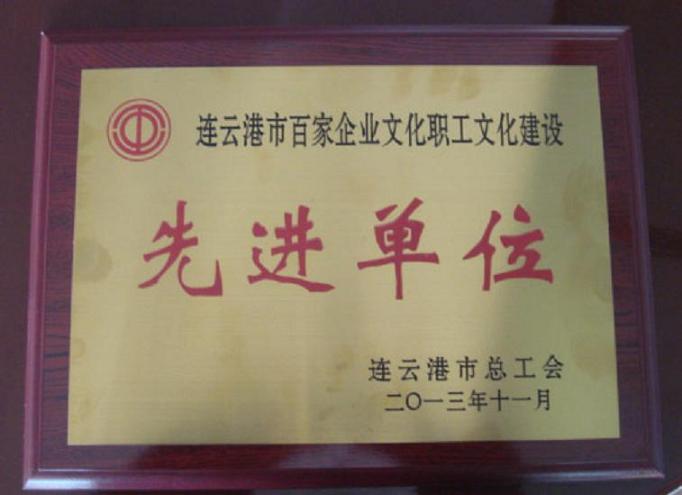 连云港市百家企业文化职工文化建设
先进单位
连云港市总工会
二〇一三年十一月